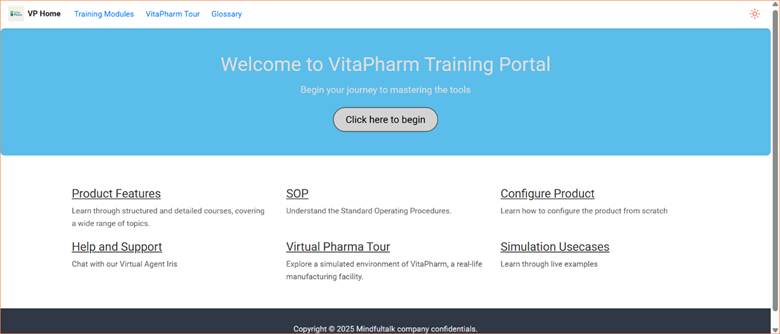 VP Home Training Modules VitaPharm Tour Glossary
Welcome to VitaPharm Training Portal
Begin your journey to mastering the tools
Click here to begin
Product Features
Learn through structured and detailed courses, covering
a wide range of topics.
SOP
Understand the Standard Operating Procedures.
Configure Product
Learn how to configure the product from scratch
Help and Support
Chat with our Virtual Agent Iris
Virtual Pharma Tour
Explore a simulated environment of VitaPharm, a real-life
manufacturing facility.
Simulation Usecases
Learn through live examples
Copyright © 2025 Mindfultalk company confidentials.